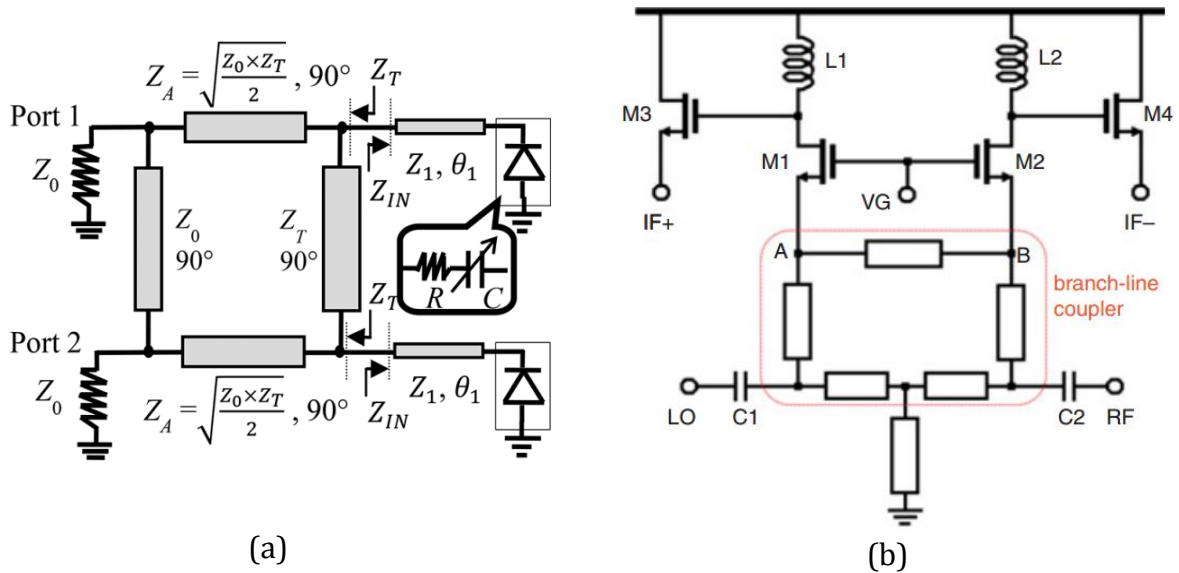 Z_A = √(Z_0 × Z_T / 2), 90°
Z_T
Port 1
Z_0
Z_1, θ_1
Z_IN
Z_0
90°
Z_T
90°
R
C
Port 2
Z_T
Z_0
Z_1, θ_1
Z_A = √(Z_0 × Z_T / 2), 90°
Z_IN
(a)
L1
L2
M3
M4
M1
M2
VG
IF+
IF–
A
B
branch-line
coupler
LO
C1
C2
RF
(b)